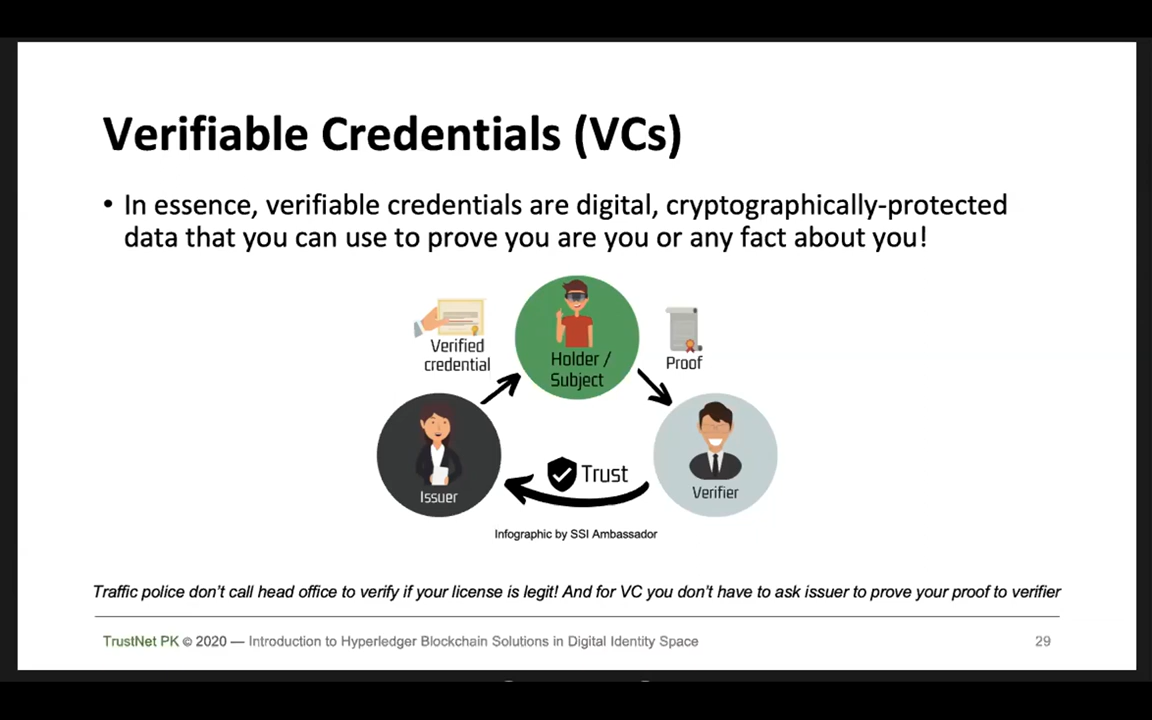 Verifiable Credentials (VCs)
• In essence, verifiable credentials are digital, cryptographically-protected
data that you can use to prove you are you or any fact about you!
Verified
credential
Holder /
Subject
Proof
Issuer
Trust
Verifier
Infographic by SSI Ambassador
Traffic police don't call head office to verify if your license is legit! And for VC you don't have to ask issuer to prove your proof to verifier
TrustNet PK © 2020 — Introduction to Hyperledger Blockchain Solutions in Digital Identity Space
29